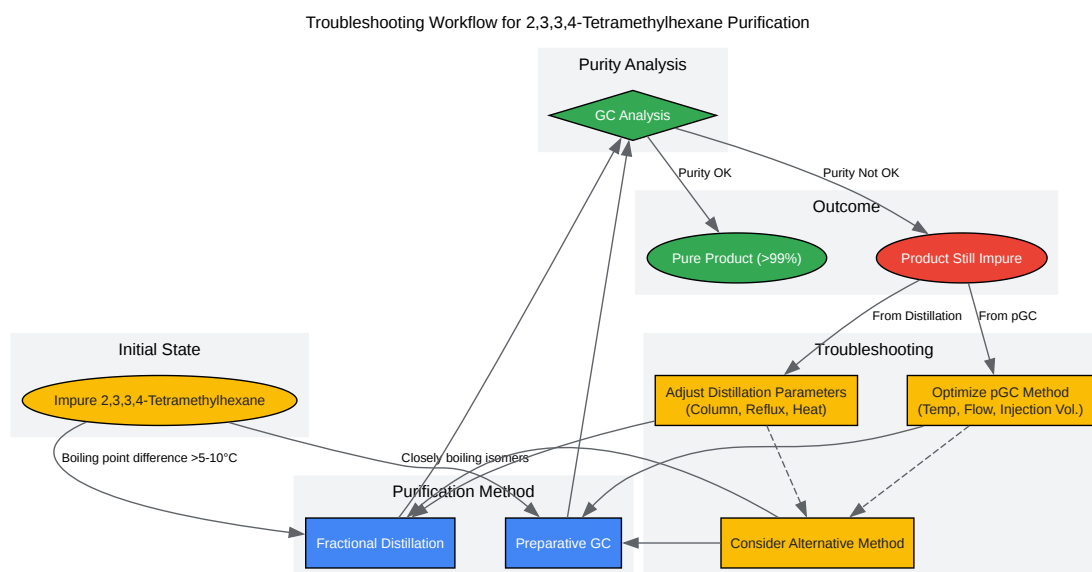 Troubleshooting Workflow for 2,3,3,4-Tetramethylhexane Purification
Purity Analysis
GC Analysis
Purity OK
Purity Not OK
Outcome
Pure Product (>99%)
Product Still Impure
From Distillation
From pGC
Initial State
Troubleshooting
Impure 2,3,3,4-Tetramethylhexane
Adjust Distillation Parameters
(Column, Reflux, Heat)
Optimize pGC Method
(Temp, Flow, Injection Vol.)
Boiling point difference >5-10°C
Closely boiling isomers
Purification Method
Fractional Distillation
Preparative GC
Consider Alternative Method